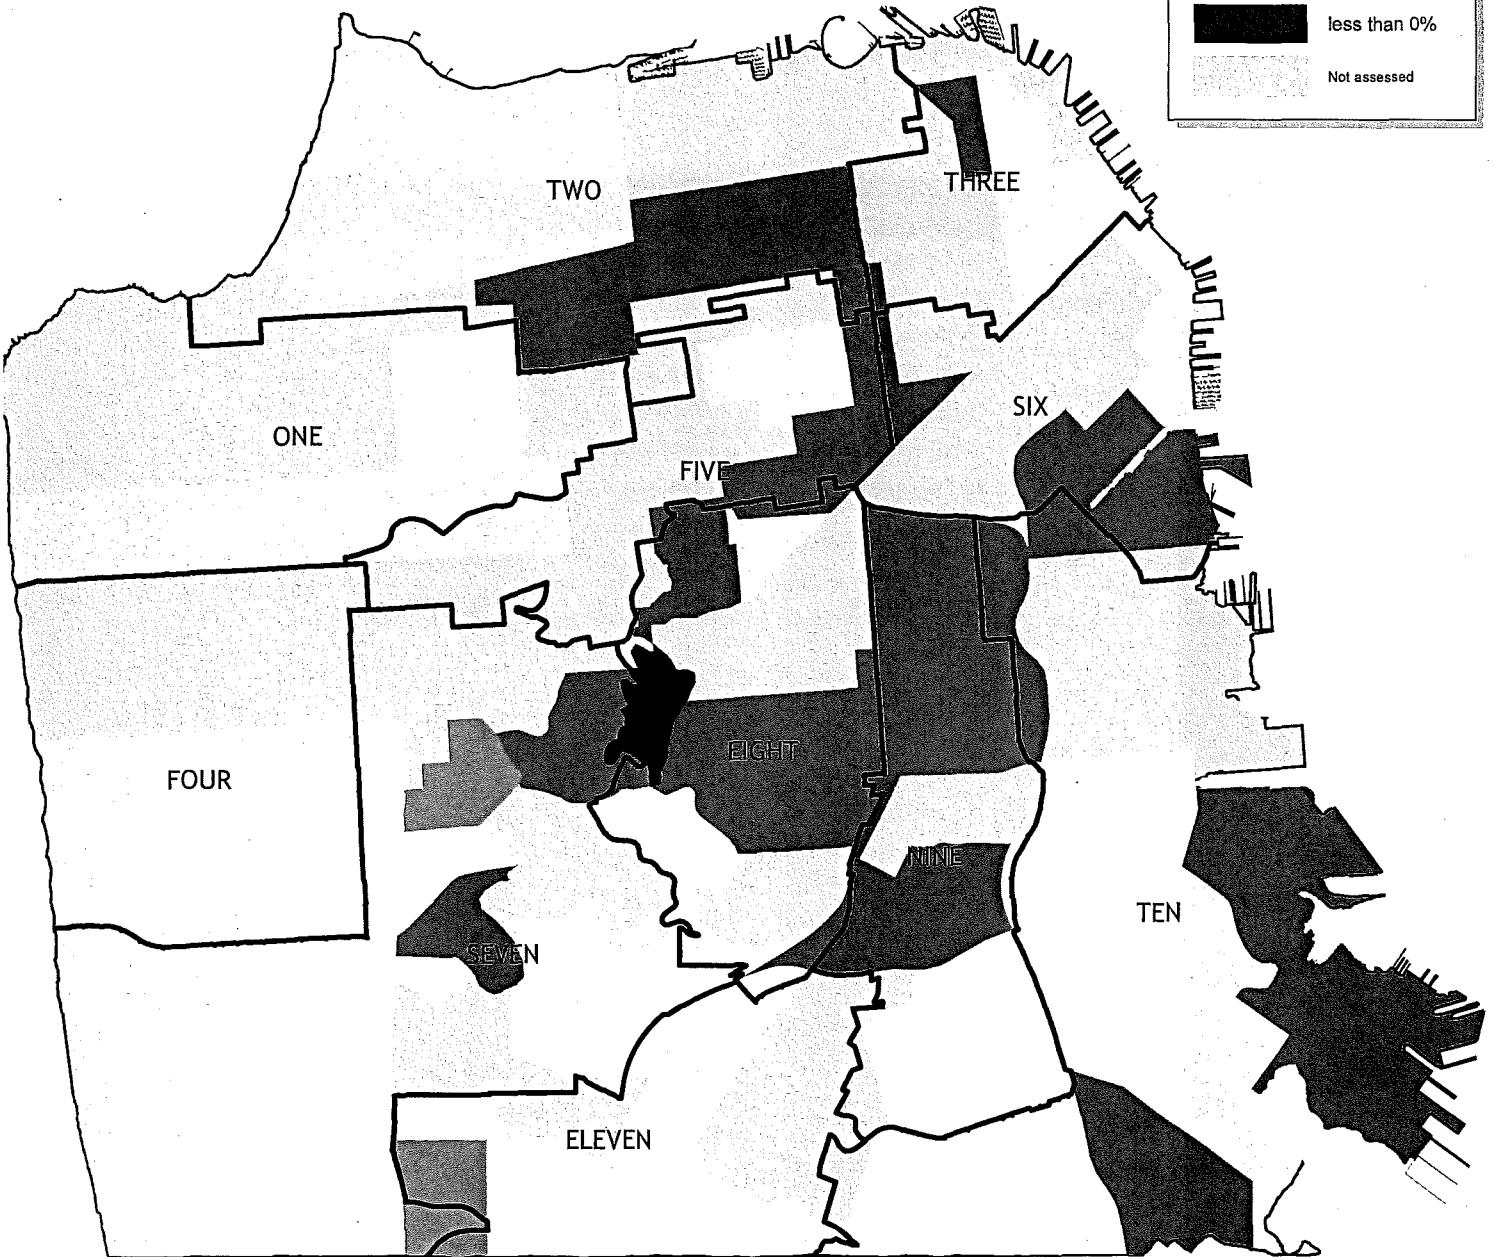 less than 0%
Not assessed
TWO
THREE
ONE
SIX
FIVE
FOUR
EIGHT
NINE
TEN
SEVEN
ELEVEN